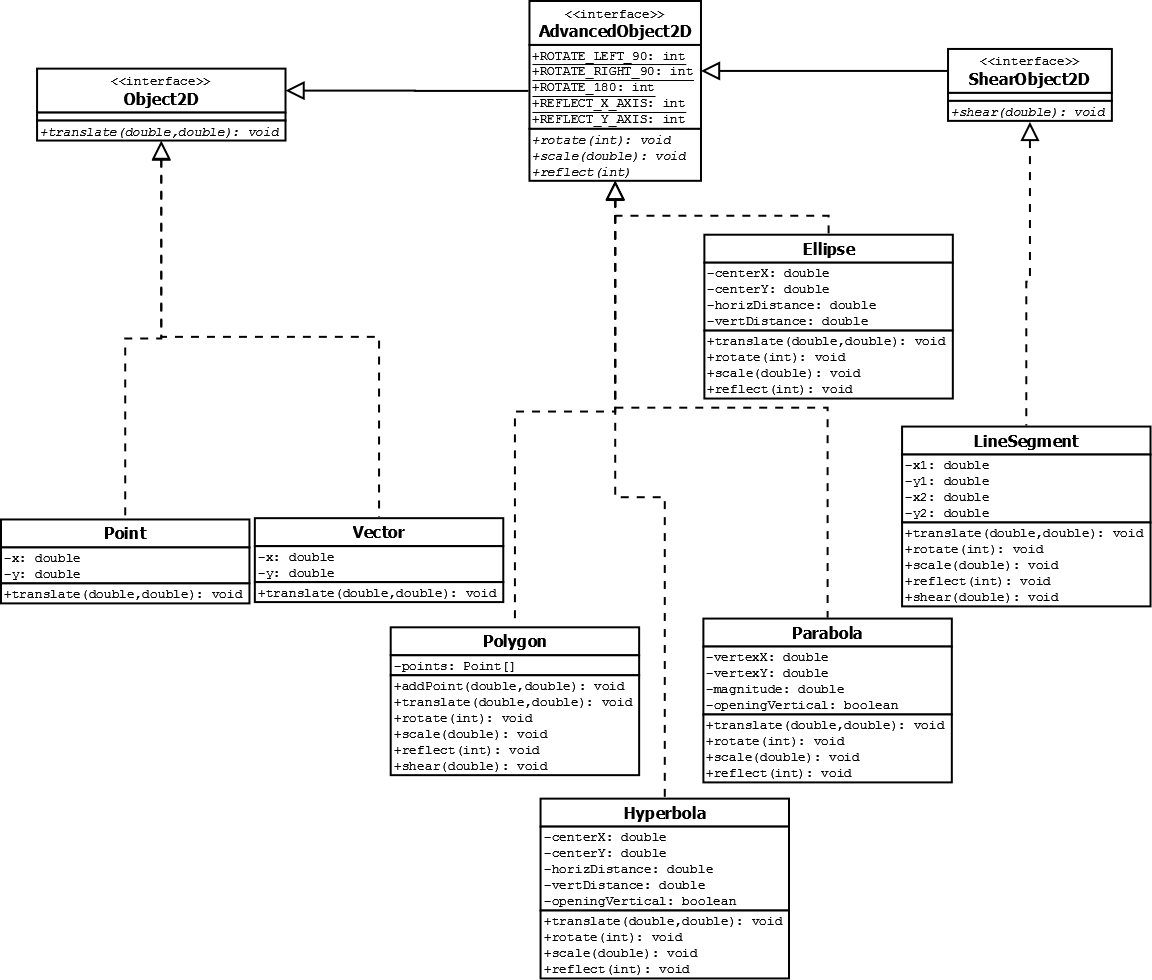 <<interface>>
Object2D
+translate(double,double): void
<<interface>>
AdvancedObject2D
+ROTATE_LEFT_90: int
+ROTATE_RIGHT_90: int
+ROTATE_180: int
+REFLECT_X_AXIS: int
+REFLECT_Y_AXIS: int
+rotate(int): void
+scale(double): void
+reflect(int)
<<interface>>
ShearObject2D
+shear(double): void
Ellipse
-centerX: double
-centerY: double
-horizDistance: double
-vertDistance: double
+translate(double,double): void
+rotate(int): void
+scale(double): void
+reflect(int): void
LineSegment
-x1: double
-y1: double
-x2: double
-y2: double
+translate(double,double): void
+rotate(int): void
+scale(double): void
+reflect(int): void
+shear(double): void
Point
-x: double
-y: double
+translate(double,double): void
Vector
-x: double
-y: double
+translate(double,double): void
Polygon
-points: Point[]
+addPoint(double,double): void
+translate(double,double): void
+rotate(int): void
+scale(double): void
+reflect(int): void
+shear(double): void
Parabola
-vertexX: double
-vertexY: double
-magnitude: double
-openingVertical: boolean
+translate(double,double): void
+rotate(int): void
+scale(double): void
+reflect(int): void
Hyperbola
-centerX: double
-centerY: double
-horizDistance: double
-vertDistance: double
-openingVertical: boolean
+translate(double,double): void
+rotate(int): void
+scale(double): void
+reflect(int): void